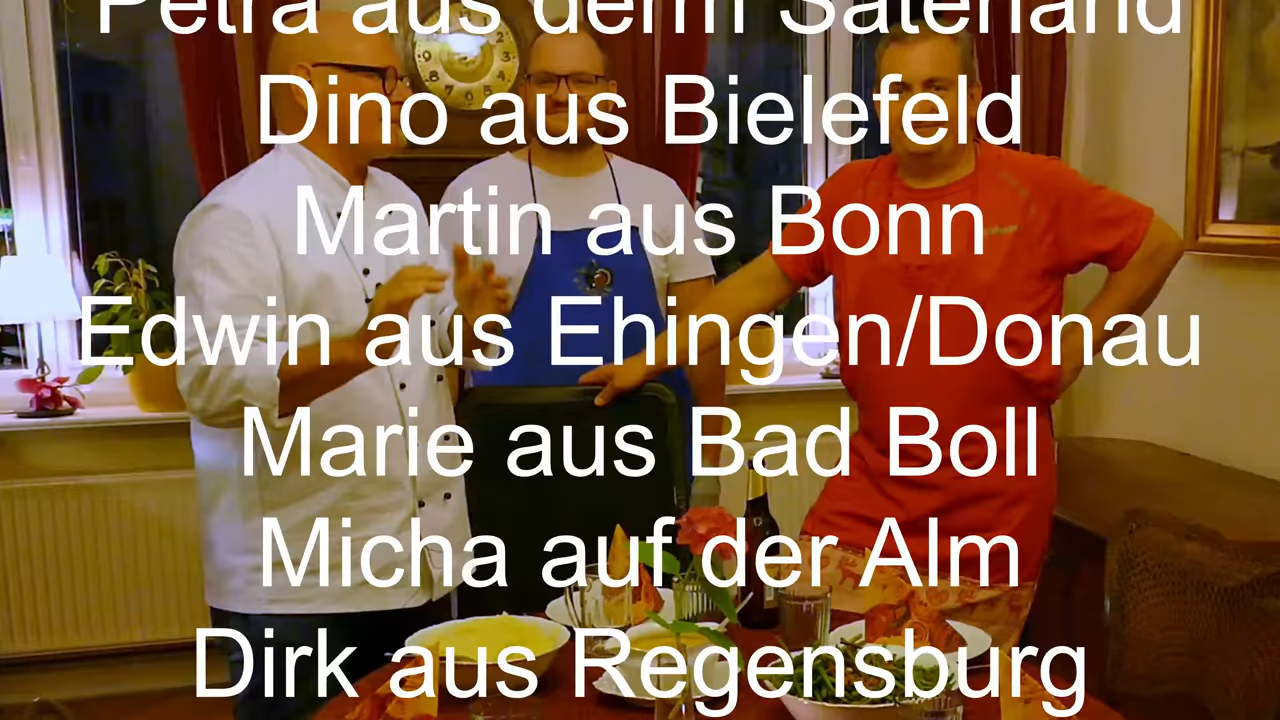 Petra aus derm Saterland
Dino aus Bielefeld
Martin aus Bonn
Edwin aus Ehingen/Donau
Marie aus Bad Boll
Micha auf der Alm
Dirk aus Regensburg